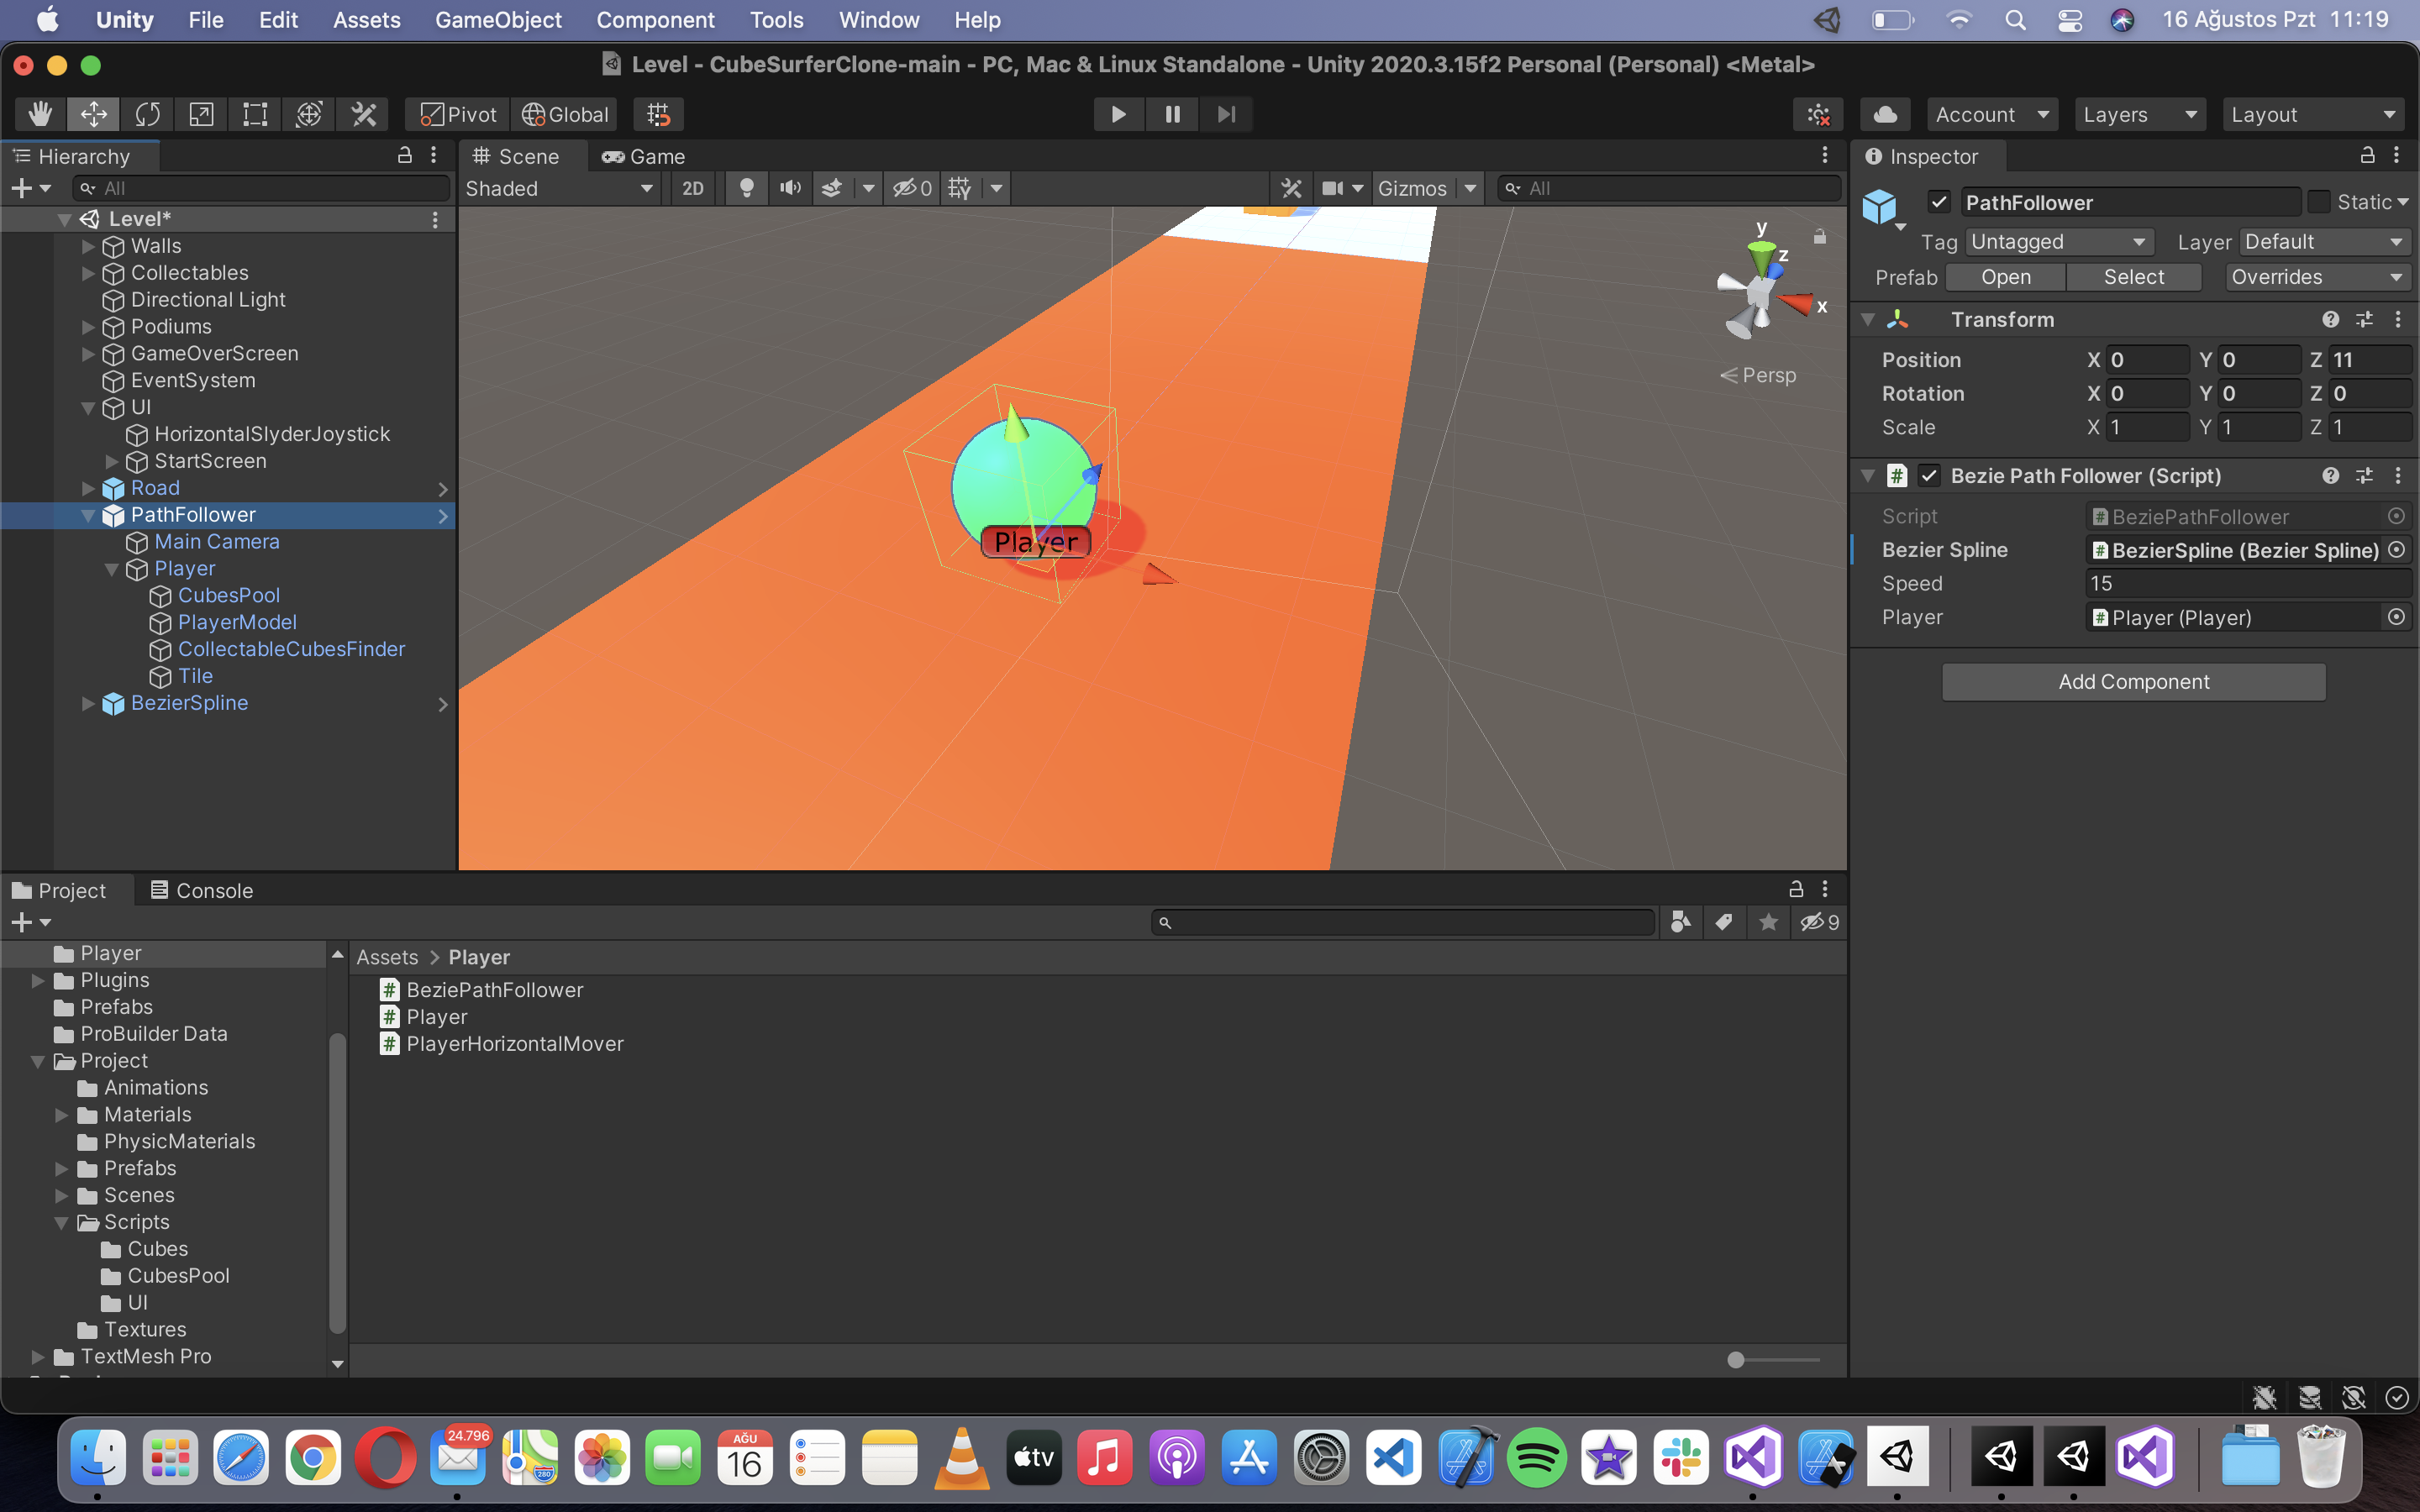 Unity File Edit Assets GameObject Component Tools Window Help 16 Ağustos Pzt 11:19
Level - CubeSurferClone-main - PC, Mac & Linux Standalone - Unity 2020.3.15f2 Personal (Personal) <Metal>
Pivot Global Account Layers Layout
Hierarchy
All
Level*
Walls
Collectables
Directional Light
Podiums
GameOverScreen
EventSystem
UI
HorizontalSlyderJoystick
StartScreen
Road
PathFollower
Main Camera
Player
CubesPool
PlayerModel
CollectableCubesFinder
Tile
BezierSpline
Scene Game
Shaded 2D 0 Gizmos All
y
z
x
Persp
Player
Inspector
PathFollower Static
Tag Untagged Layer Default
Prefab Open Select Overrides
Transform
Position X 0 Y 0 Z 11
Rotation X 0 Y 0 Z 0
Scale X 1 Y 1 Z 1
# Bezie Path Follower (Script)
Script # BeziePathFollower
Bezier Spline # BezierSpline (Bezier Spline)
Speed 15
Player # Player (Player)
Add Component
Project Console
9
Player
Plugins
Prefabs
ProBuilder Data
Project
Animations
Materials
PhysicMaterials
Prefabs
Scenes
Scripts
Cubes
CubesPool
UI
Textures
TextMesh Pro
Assets > Player
# BeziePathFollower
# Player
# PlayerHorizontalMover
24.796
280
AĞU
16
tv